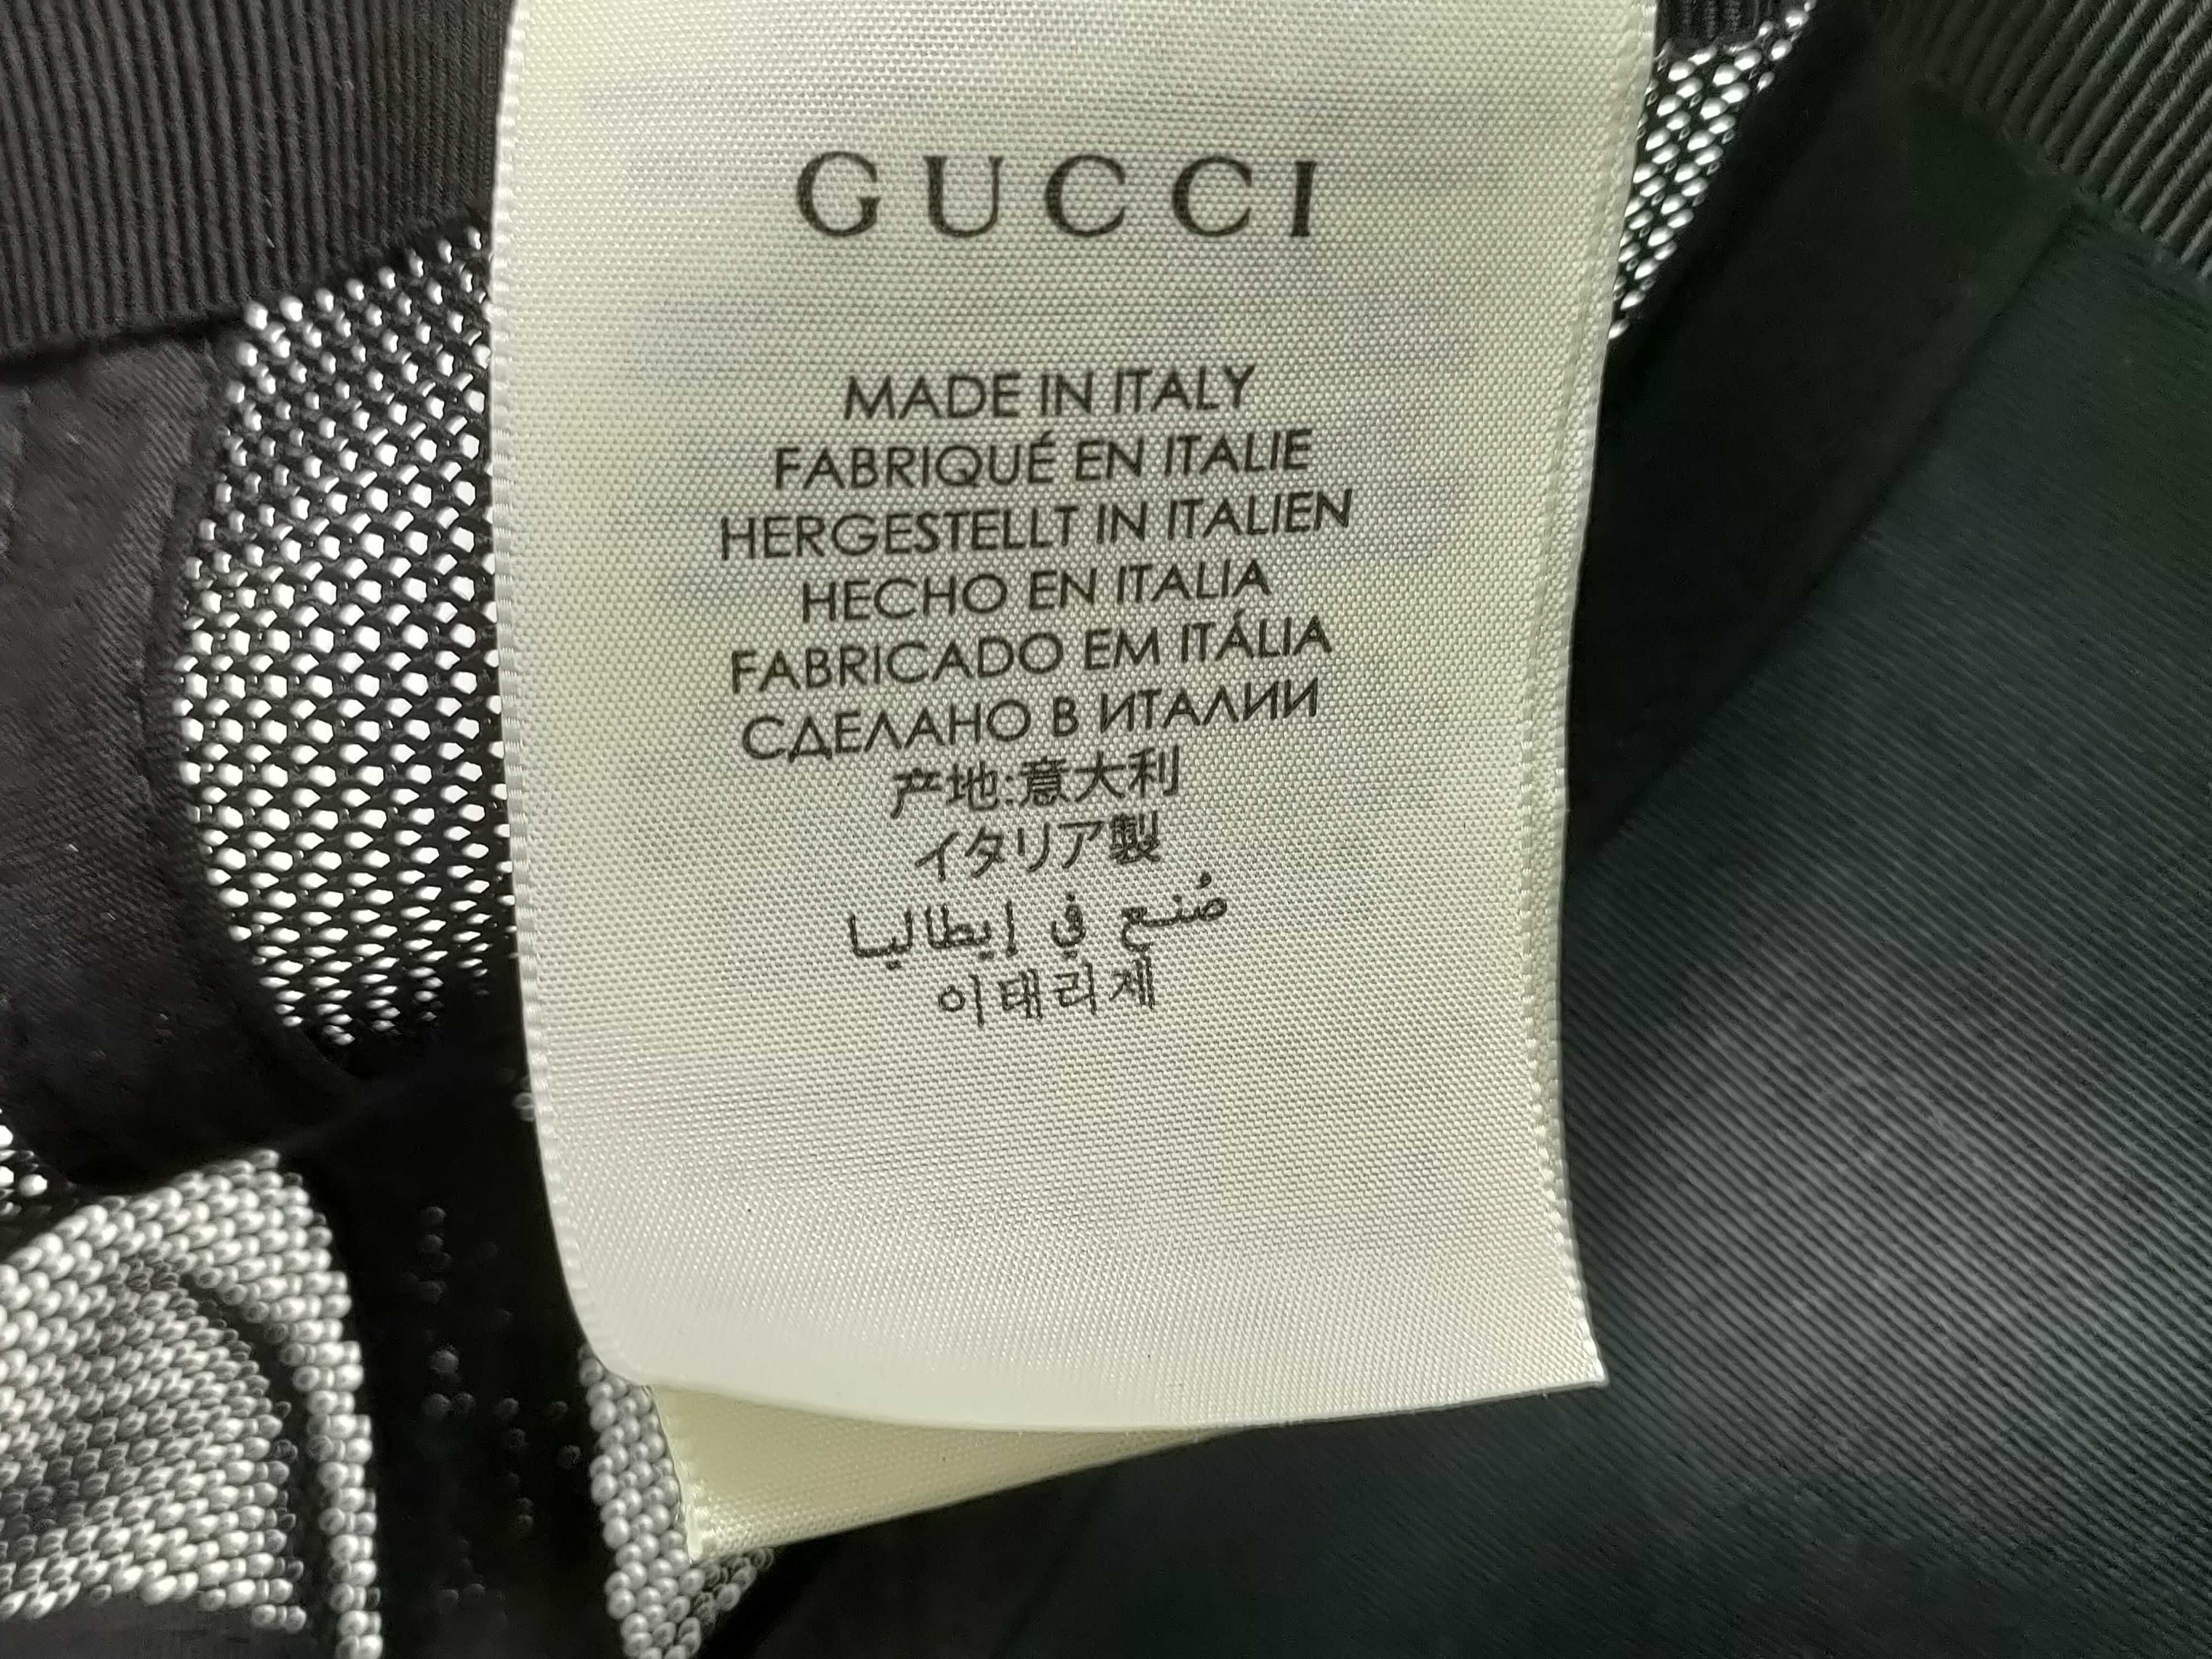 GUCCI
MADE IN ITALY
FABRIQUÉ EN ITALIE
HERGESTELLT IN ITALIEN
HECHO EN ITALIA
FABRICADO EM ITÁLIA
СДЕЛАНО В ИТАЛИИ
产地:意大利
イタリア製
صُنع في إيطاليا
이태리제